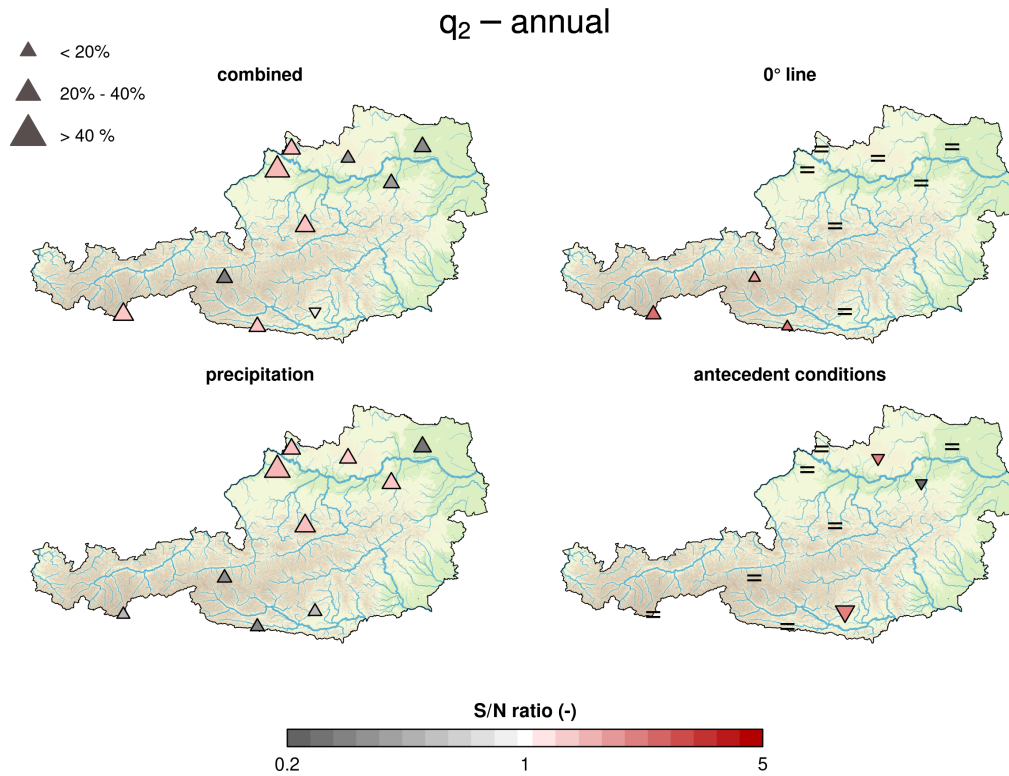 q₂ – annual
< 20%
20% - 40%
> 40 %
combined
0° line
precipitation
antecedent conditions
S/N ratio (-)
0.2
1
5